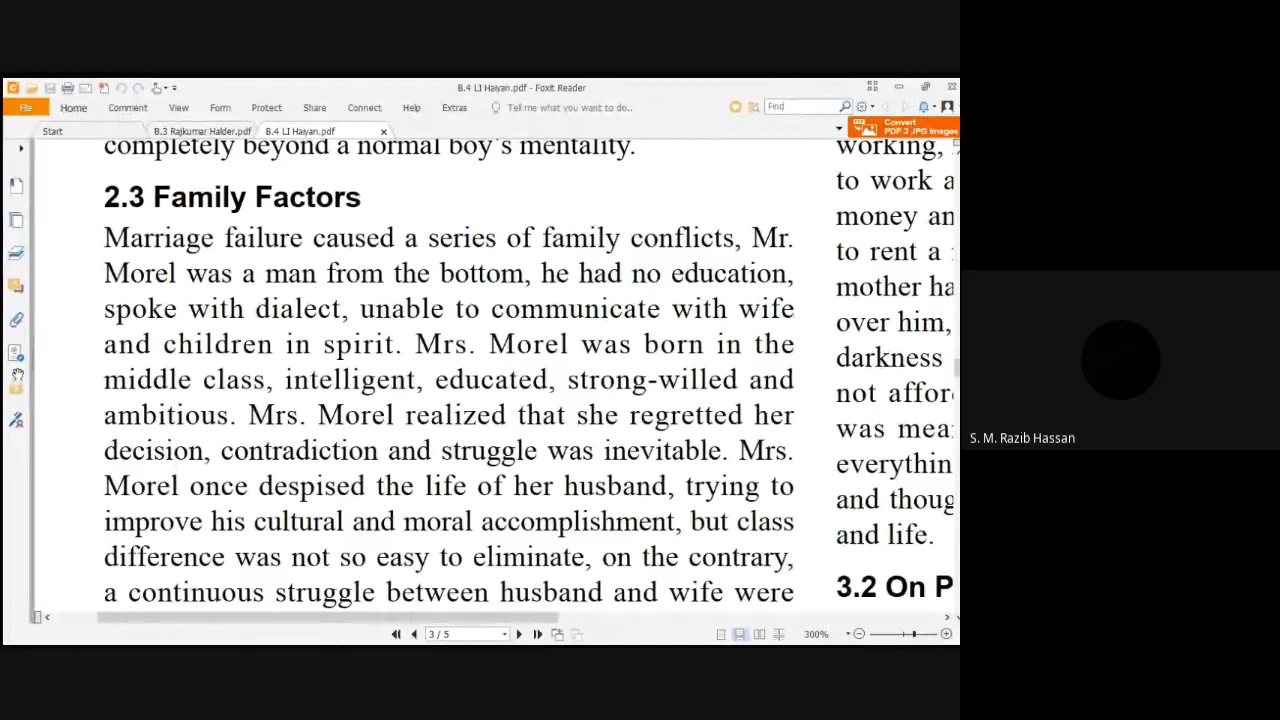 B.4 LI Haiyan.pdf - Foxit Reader
File Home Comment View Form Protect Share Connect Help Extras Tell me what you want to do.. Find
Start B.3 Rajkumar Halder.pdf B.4 LI Haiyan.pdf
Convert
PDF 2 JPG Images
completely beyond a normal boy's mentality.
2.3 Family Factors
Marriage failure caused a series of family conflicts, Mr.
Morel was a man from the bottom, he had no education,
spoke with dialect, unable to communicate with wife
and children in spirit. Mrs. Morel was born in the
middle class, intelligent, educated, strong-willed and
ambitious. Mrs. Morel realized that she regretted her
decision, contradiction and struggle was inevitable. Mrs.
Morel once despised the life of her husband, trying to
improve his cultural and moral accomplishment, but class
difference was not so easy to eliminate, on the contrary,
a continuous struggle between husband and wife were
working,
to work a
money an
to rent a
mother ha
over him,
darkness
not affor
was mea
everythin
and thoug
and life.
3.2 On P
3 / 5
300%
S. M. Razib Hassan